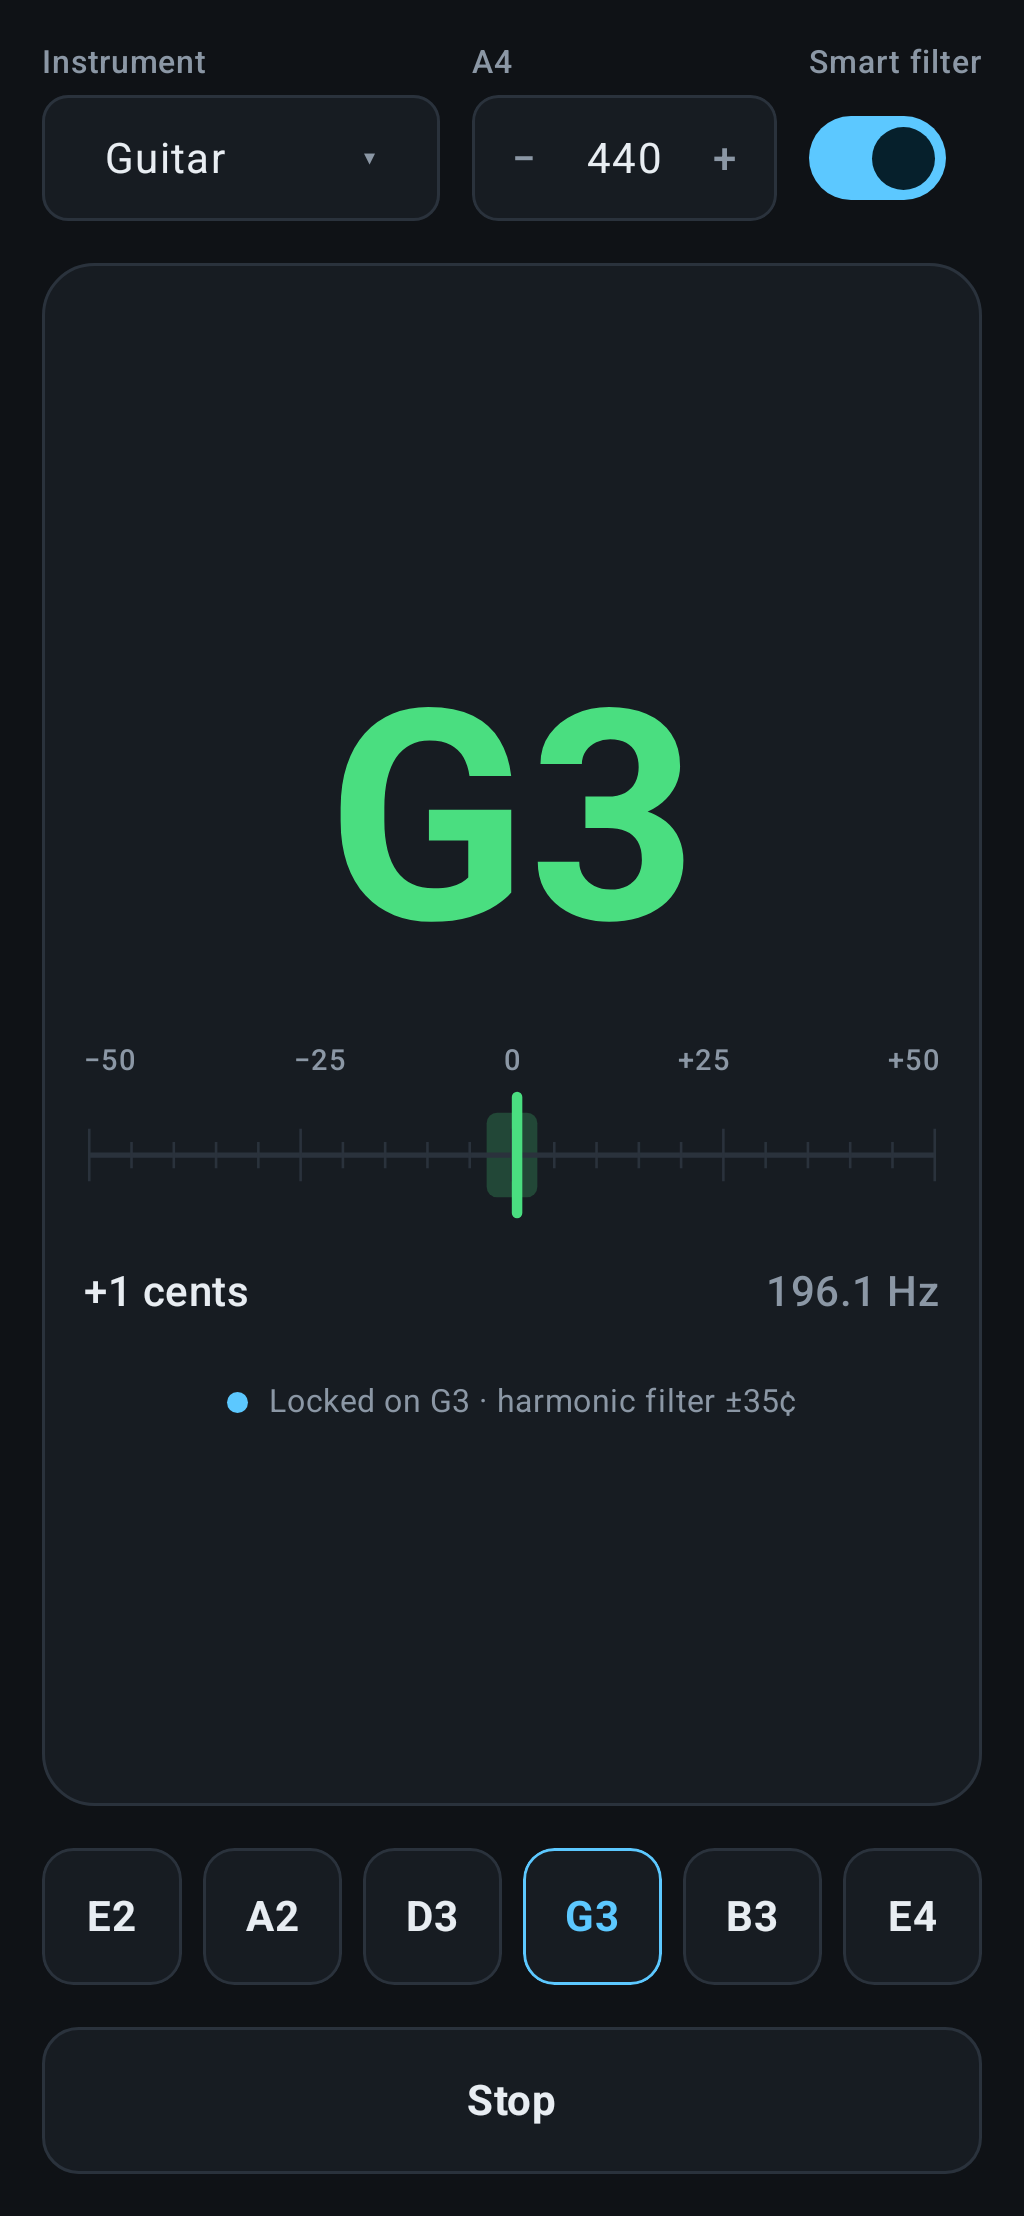 Instrument A4 Smart filter
Guitar ▾ − 440 +
G3
−50 −25 0 +25 +50
+1 cents 196.1 Hz
Locked on G3 · harmonic filter ±35¢
E2 A2 D3 G3 B3 E4
Stop